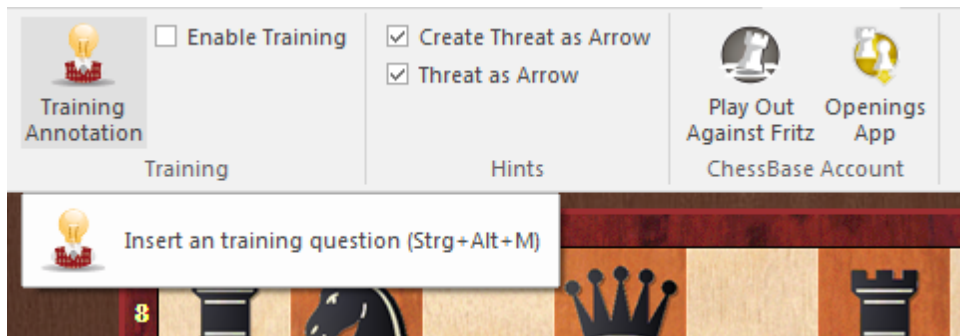 Enable Training
Create Threat as Arrow
Threat as Arrow
Training
Annotation
Play Out
Against Fritz
Openings
App
Training
Hints
ChessBase Account
Insert an training question (Strg+Alt+M)
8